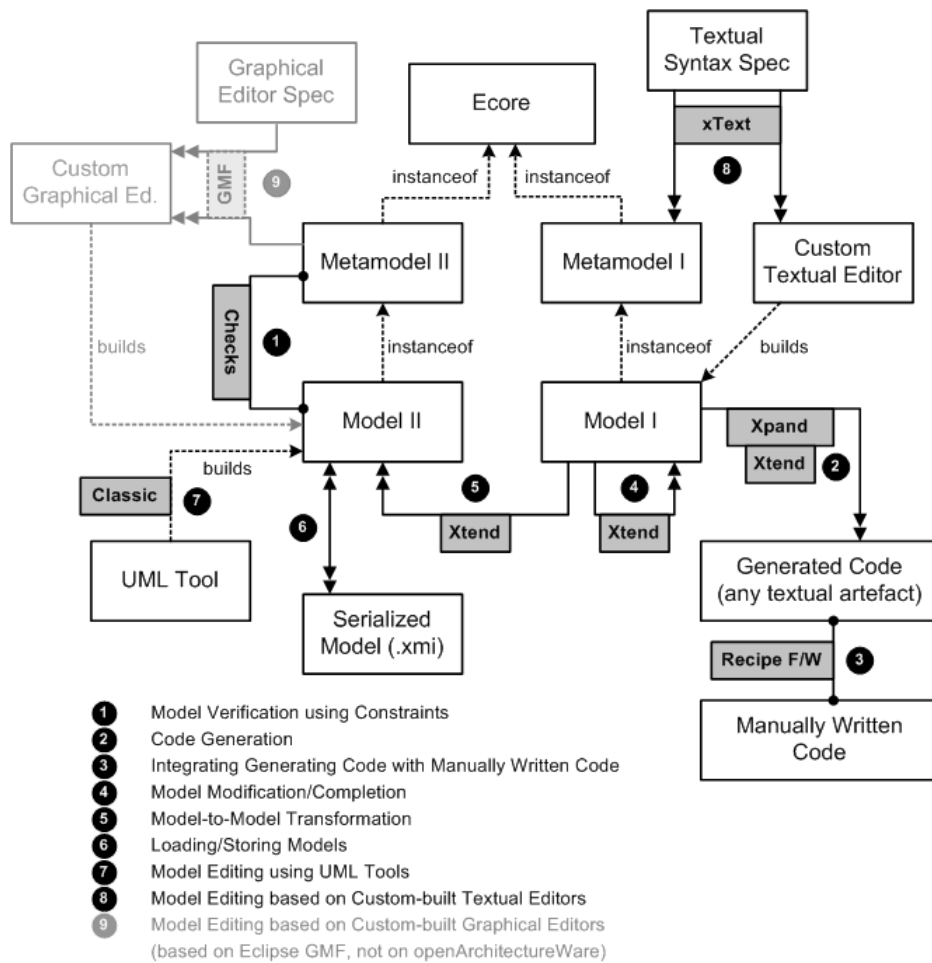 Textual
Syntax Spec
Graphical
Editor Spec
Ecore
xText
8
Custom
Graphical Ed.
GMF
9
instanceof
instanceof
Metamodel II
Metamodel I
Custom
Textual Editor
Checks
1
builds
instanceof
instanceof
builds
Model II
Model I
Xpand
Xtend
2
builds
Classic
7
5
4
6
Xtend
Xtend
UML Tool
Generated Code
(any textual artefact)
Serialized
Model (.xmi)
Recipe F/W
3
Manually Written
Code
1 Model Verification using Constraints
2 Code Generation
3 Integrating Generating Code with Manually Written Code
4 Model Modification/Completion
5 Model-to-Model Transformation
6 Loading/Storing Models
7 Model Editing using UML Tools
8 Model Editing based on Custom-built Textual Editors
9 Model Editing based on Custom-built Graphical Editors
(based on Eclipse GMF, not on openArchitectureWare)